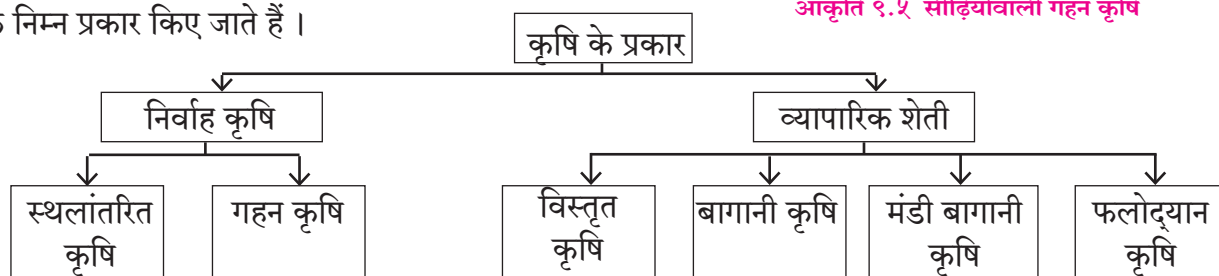 निम्न प्रकार किए जाते हैं ।
आकृति ९.५ सीढ़ियोंवाली गहन कृषि
कृषि के प्रकार
निर्वाह कृषि
व्यापारिक शेती
स्थलांतरित
कृषि
गहन कृषि
विस्तृत
कृषि
बागानी कृषि
मंडी बागानी
कृषि
फलोद्‌यान
कृषि